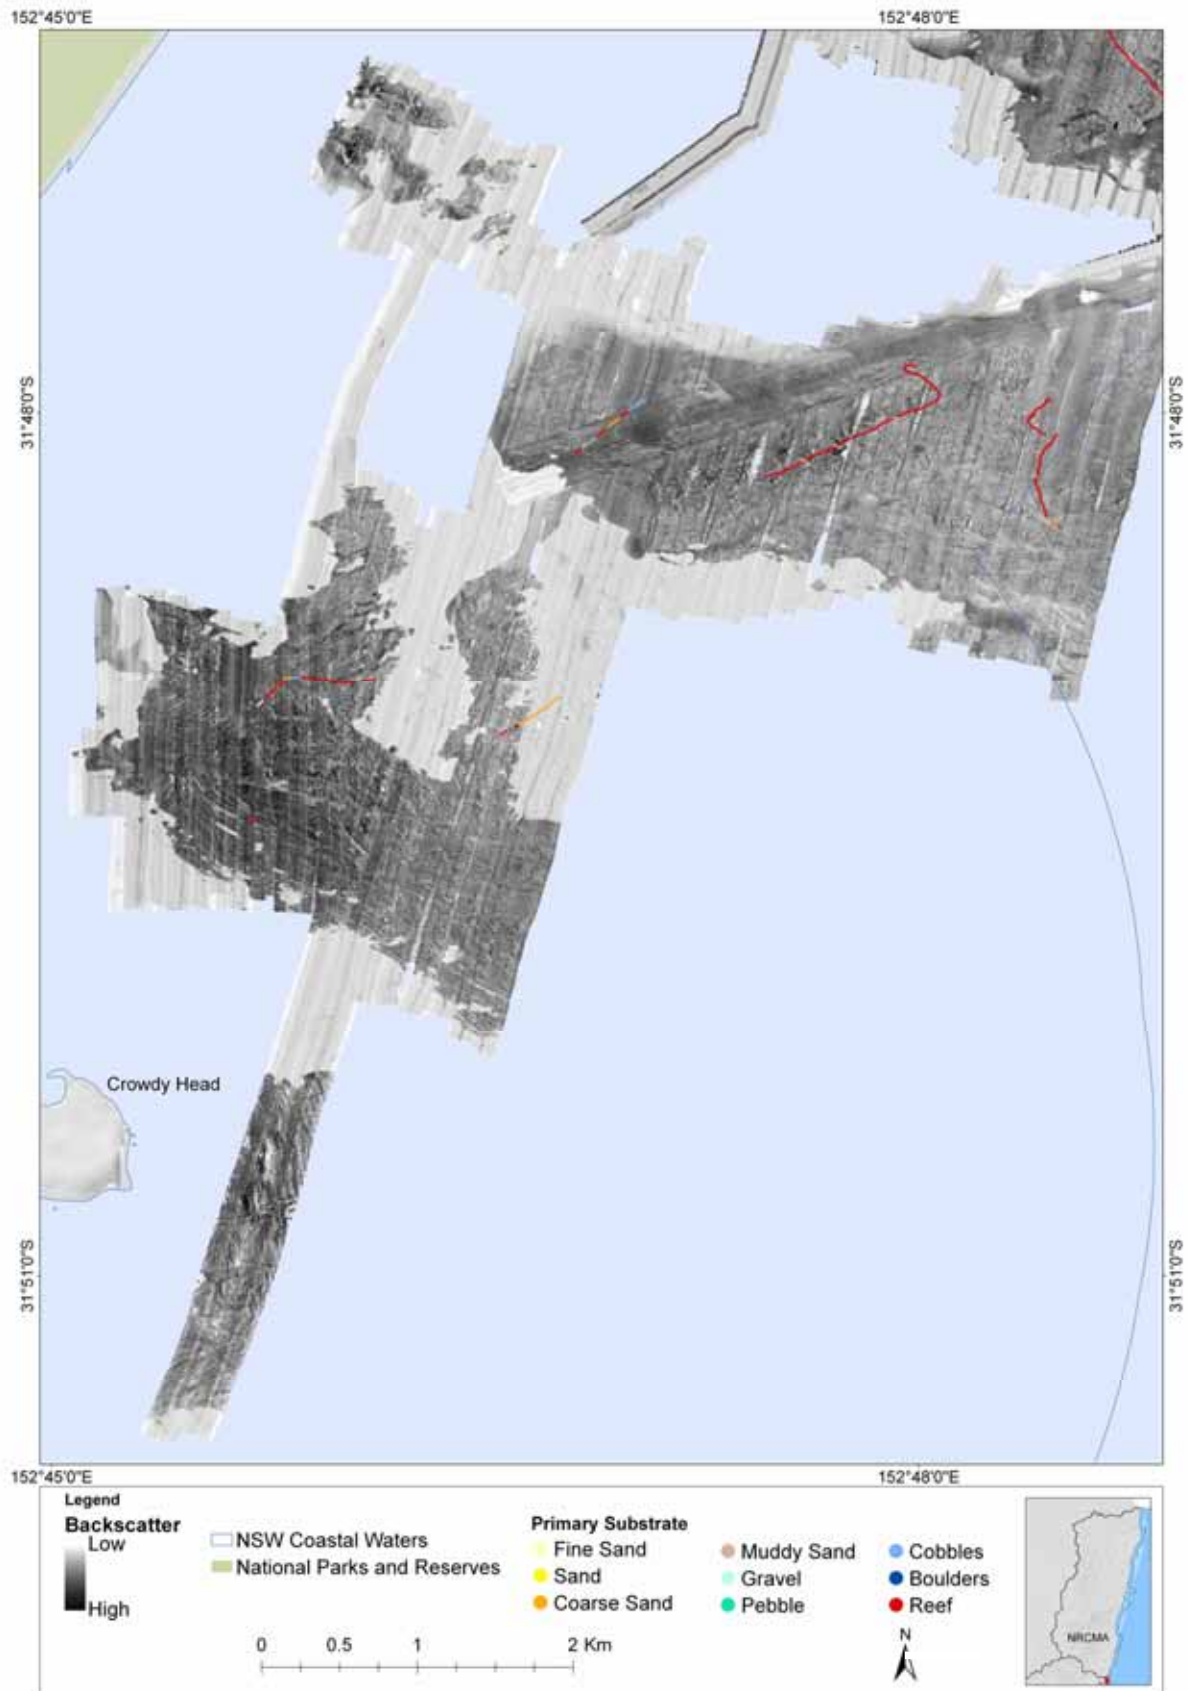 152°45'0"E 152°48'0"E
31°48'0"S 31°48'0"S
Crowdy Head
31°51'0"S 31°51'0"S
152°45'0"E 152°48'0"E
Legend
Backscatter
Low
High
NSW Coastal Waters
National Parks and Reserves
Primary Substrate
Fine Sand
Sand
Coarse Sand
Muddy Sand
Gravel
Pebble
Cobbles
Boulders
Reef
0 0.5 1 2 Km
N
NRCMA